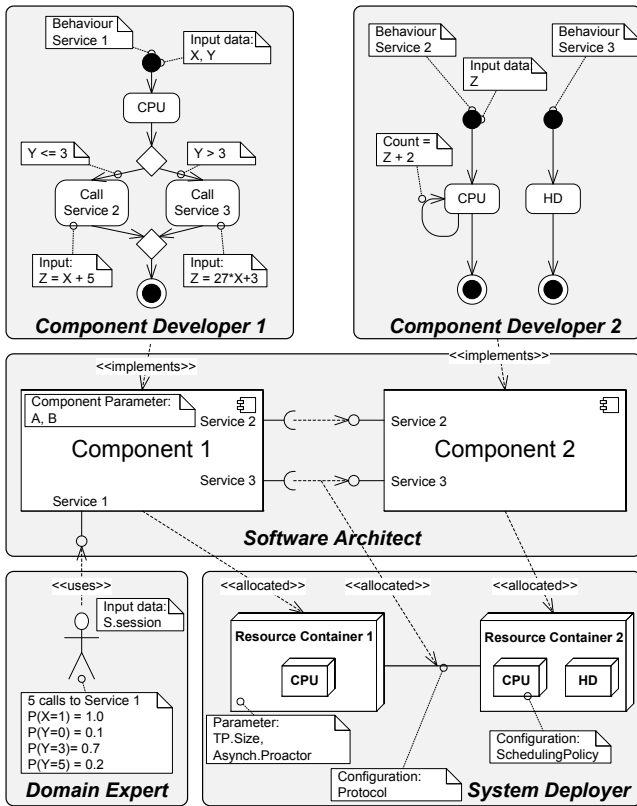 Behaviour
Service 1
Input data:
X, Y
CPU
Y <= 3
Y > 3
Call
Service 2
Call
Service 3
Input:
Z = X + 5
Input:
Z = 27*X+3
Component Developer 1
Behaviour
Service 2
Behaviour
Service 3
Input data:
Z
Count =
Z + 2
CPU
HD
Component Developer 2
<<implements>>
<<implements>>
Component Parameter:
A, B
Component 1
Service 2
Service 3
Service 1
Service 2
Component 2
Service 3
Software Architect
<<uses>>
Input data:
S.session
5 calls to Service 1
P(X=1) = 1.0
P(Y=0) = 0.1
P(Y=3)= 0.7
P(Y=5) = 0.2
Domain Expert
<<allocated>>
<<allocated>>
<<allocated>>
Resource Container 1
CPU
Resource Container 2
CPU
HD
Parameter:
TP.Size,
Asynch.Proactor
Configuration:
Protocol
Configuration:
SchedulingPolicy
System Deployer